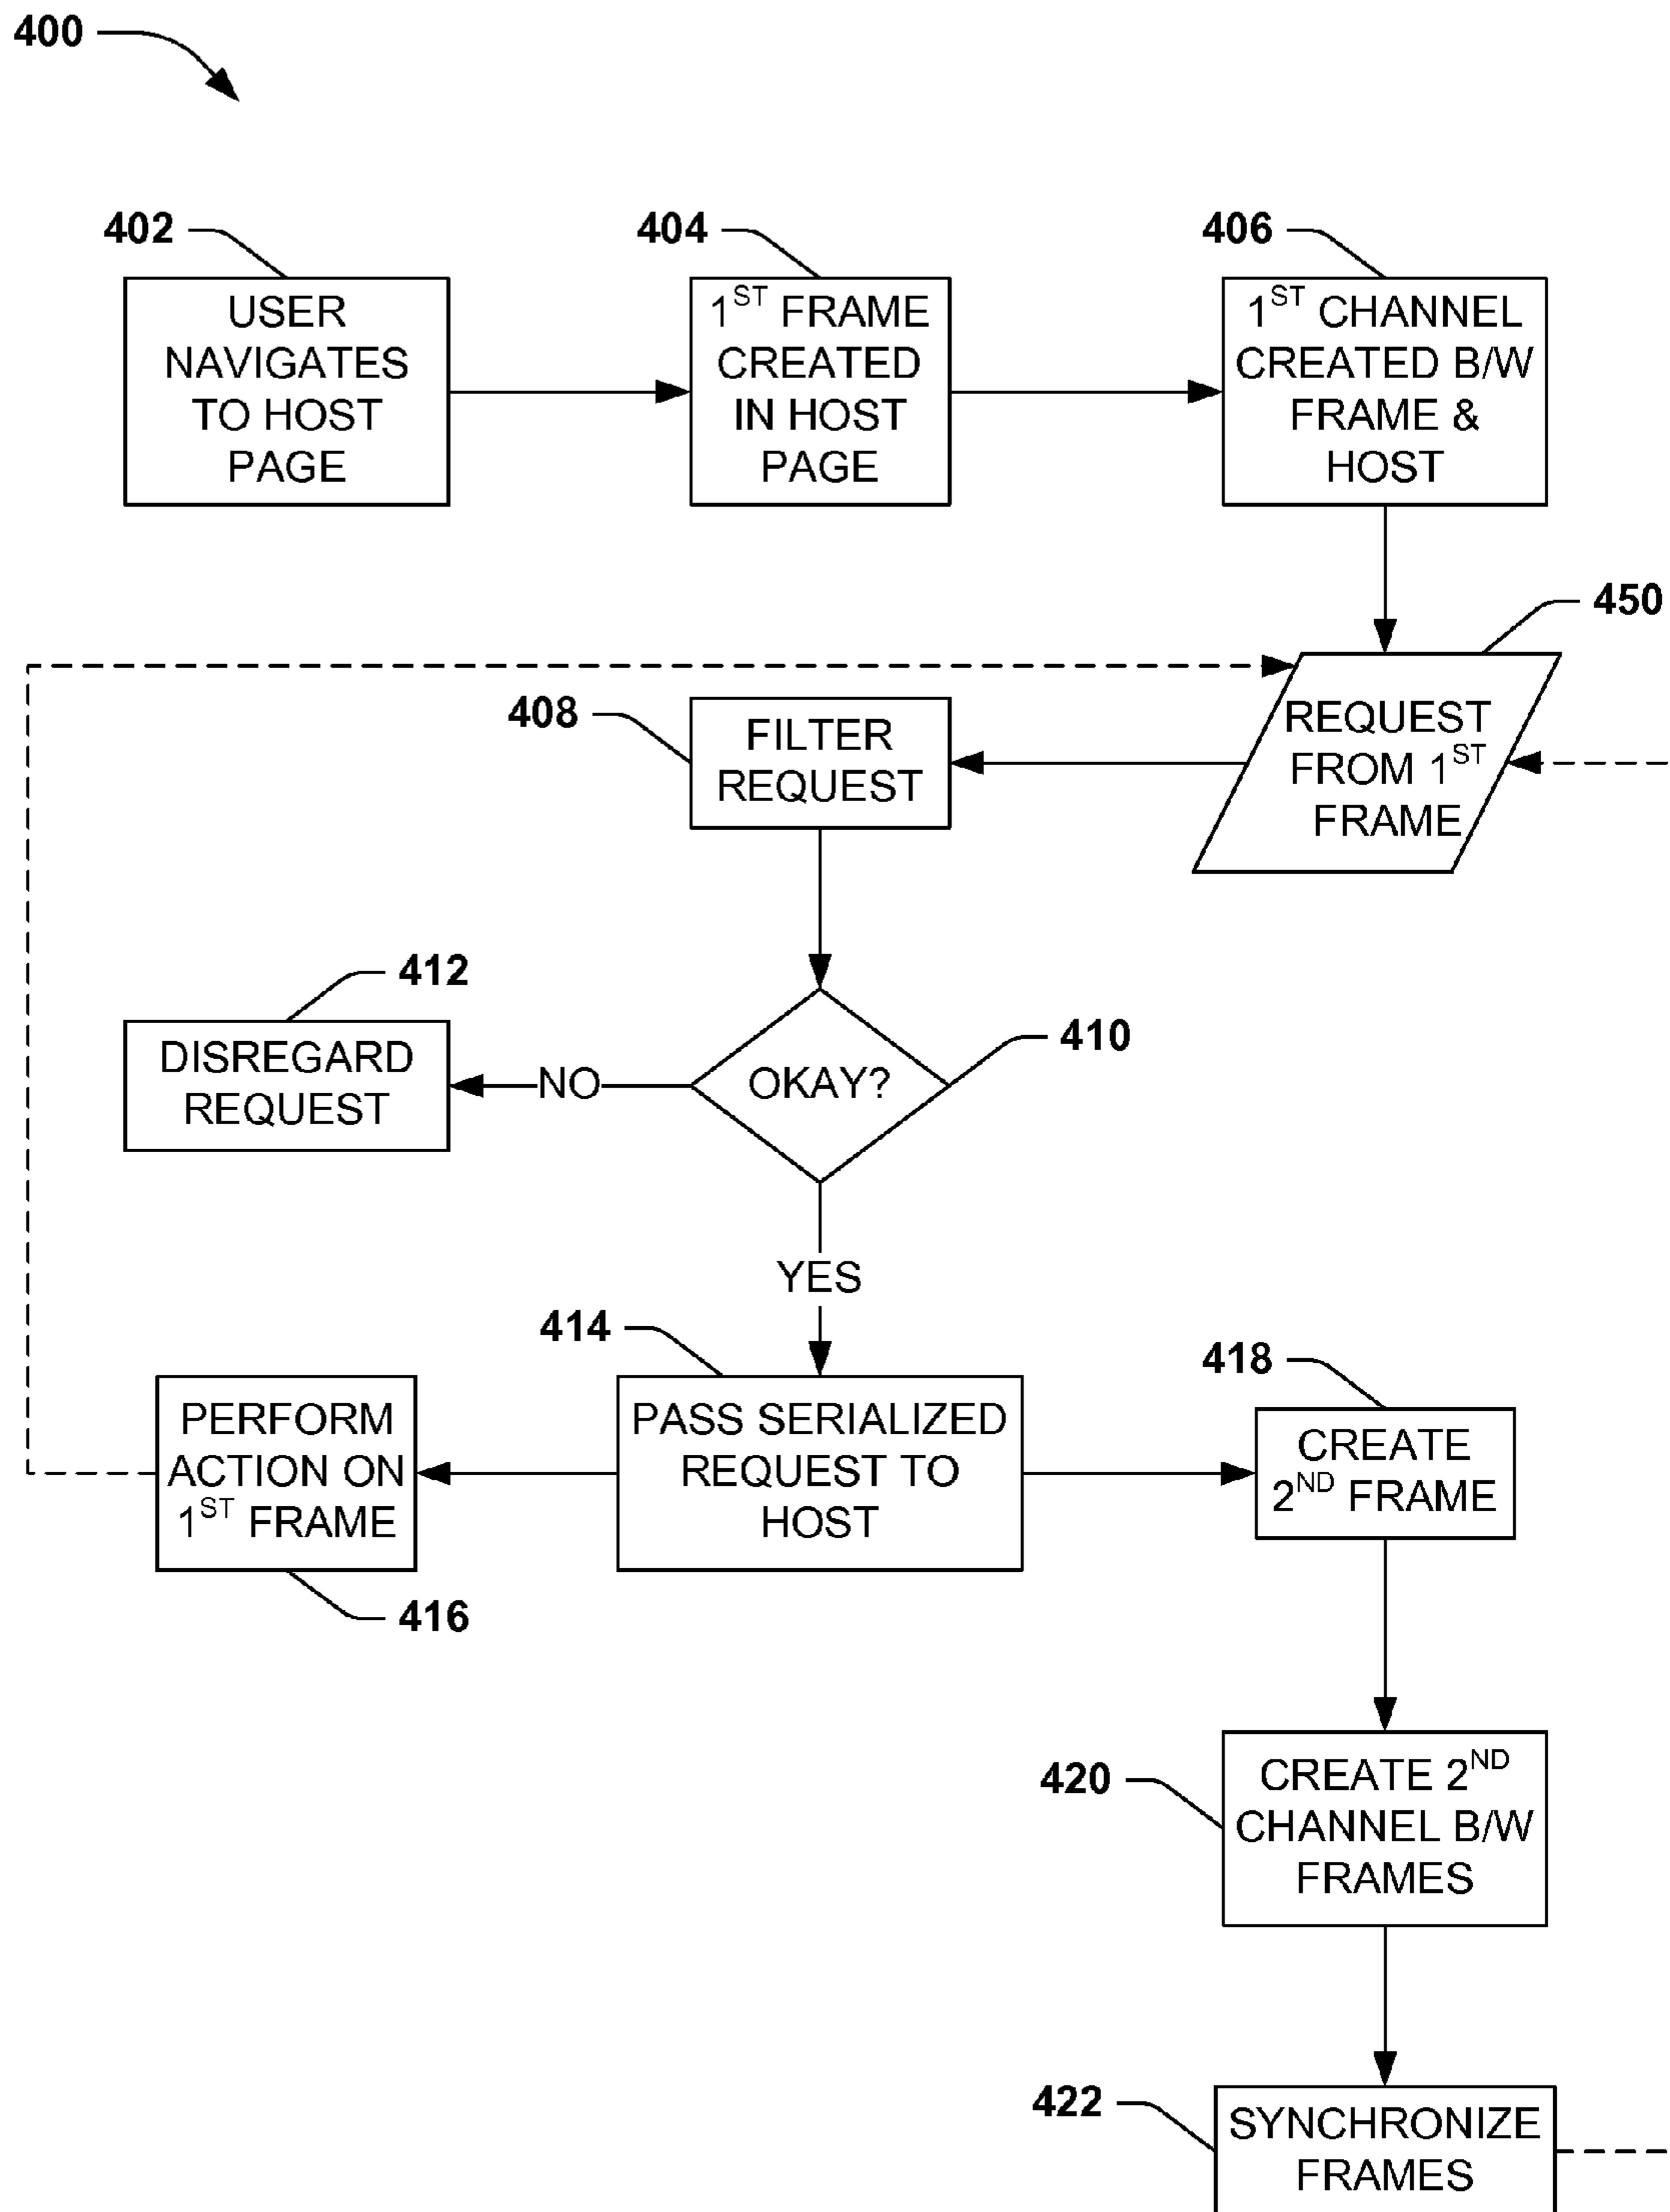 400
402
404
406
USER
NAVIGATES
TO HOST
PAGE
1ST FRAME
CREATED
IN HOST
PAGE
1ST CHANNEL
CREATED B/W
FRAME &
HOST
450
REQUEST
FROM 1ST
FRAME
408
FILTER
REQUEST
412
DISREGARD
REQUEST
NO
OKAY?
410
YES
414
418
PERFORM
ACTION ON
1ST FRAME
416
PASS SERIALIZED
REQUEST TO
HOST
CREATE
2ND FRAME
420
CREATE 2ND
CHANNEL B/W
FRAMES
422
SYNCHRONIZE
FRAMES